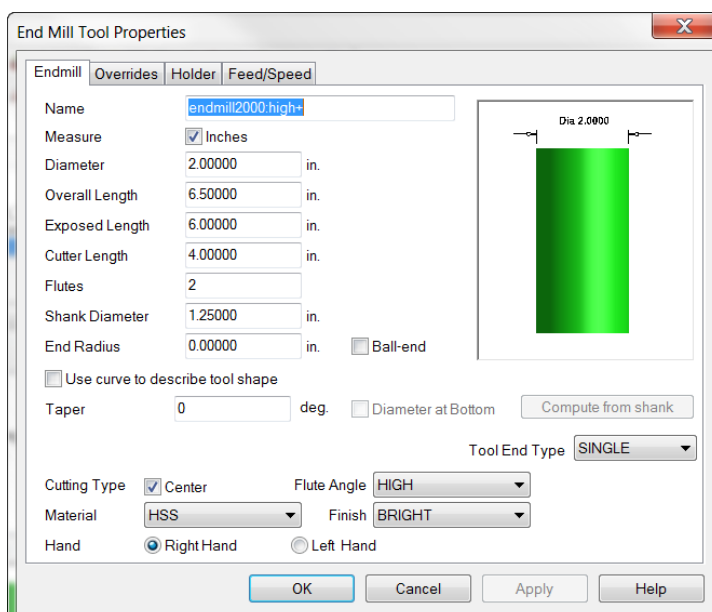 End Mill Tool Properties
Endmill Overrides Holder Feed/Speed
Name endmill2000:high+
Measure Inches
Diameter 2.00000 in.
Overall Length 6.50000 in.
Exposed Length 6.00000 in.
Cutter Length 4.00000 in.
Flutes 2
Shank Diameter 1.25000 in.
End Radius 0.00000 in. Ball-end
Dia 2.0000
Use curve to describe tool shape
Taper 0 deg. Diameter at Bottom Compute from shank
Tool End Type SINGLE
Cutting Type Center Flute Angle HIGH
Material HSS Finish BRIGHT
Hand Right Hand Left Hand
OK Cancel Apply Help